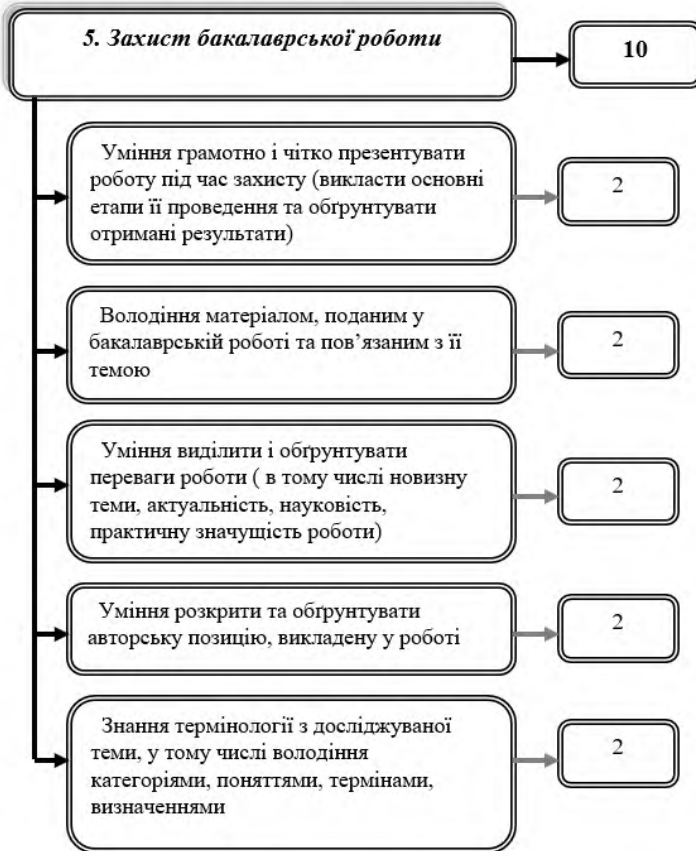 5. Захист бакалаврської роботи
10
Уміння грамотно і чітко презентувати
роботу під час захисту (викласти основні
етапи її проведення та обґрунтувати
отримані результати)
2
Володіння матеріалом, поданим у
бакалаврській роботі та пов’язаним з її
темою
2
Уміння виділити і обґрунтувати
переваги роботи ( в тому числі новизну
теми, актуальність, науковість,
практичну значущість роботи)
2
Уміння розкрити та обґрунтувати
авторську позицію, викладену у роботі
2
Знання термінології з досліджуваної
теми, у тому числі володіння
категоріями, поняттями, термінами,
визначеннями
2